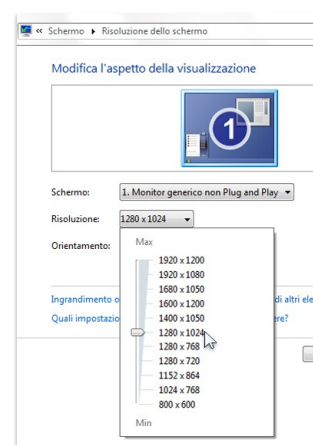 « Schermo ▸ Risoluzione dello schermo
Modifica l'aspetto della visualizzazione
1
Schermo: 1. Monitor generico non Plug and Play
Risoluzione: 1280 x 1024
Orientamento:
Max
1920 x 1200
1920 x 1080
1680 x 1050
1600 x 1200
1400 x 1050
1280 x 1024
1280 x 768
1280 x 720
1152 x 864
1024 x 768
800 x 600
Min
Ingrandimento o di altri ele
Quali impostazio ere?